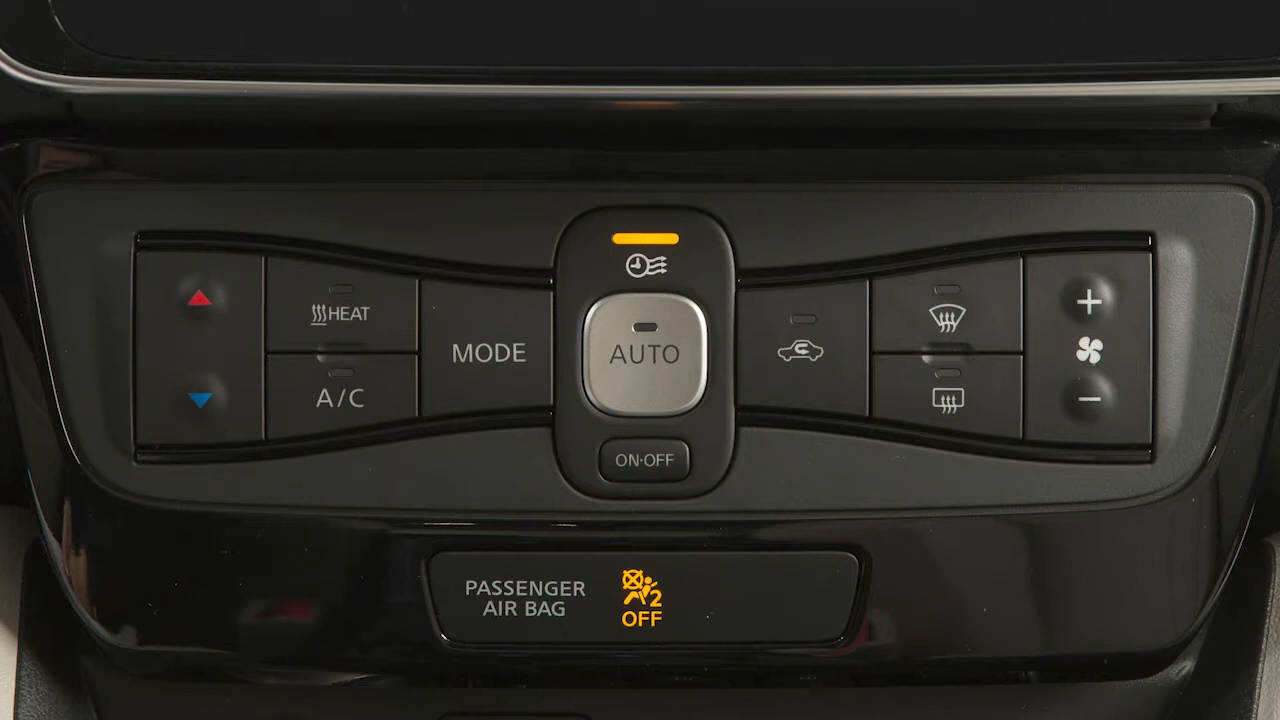 HEAT
A/C
MODE
AUTO
ON·OFF
+
−
PASSENGER
AIR BAG
2
OFF